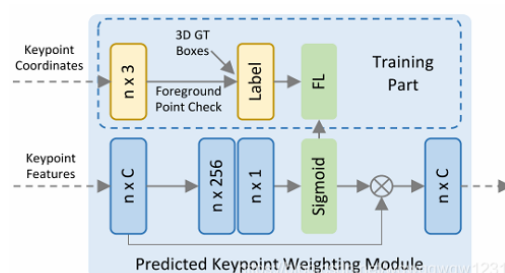 Keypoint
Coordinates
n x 3
3D GT
Boxes
Foreground
Point Check
Label
FL
Training
Part
Keypoint
Features
n x C
n x 256
n x 1
Sigmoid
n x C
Predicted Keypoint Weighting Module